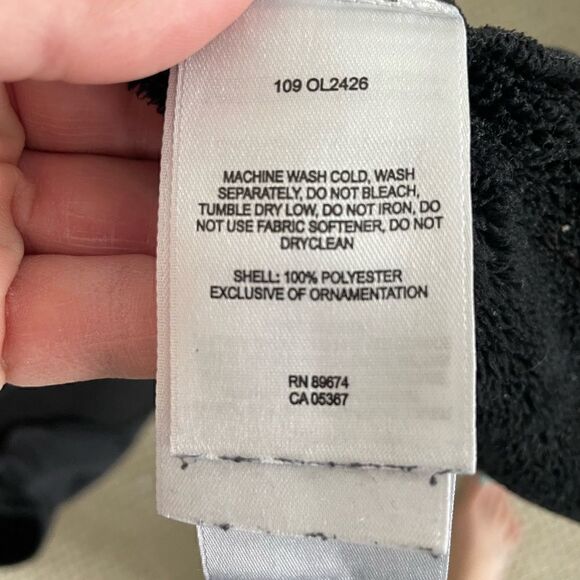 109 OL2426
MACHINE WASH COLD, WASH
SEPARATELY, DO NOT BLEACH,
TUMBLE DRY LOW, DO NOT IRON, DO
NOT USE FABRIC SOFTENER, DO NOT
DRYCLEAN
SHELL: 100% POLYESTER
EXCLUSIVE OF ORNAMENTATION
RN 89674
CA 05367